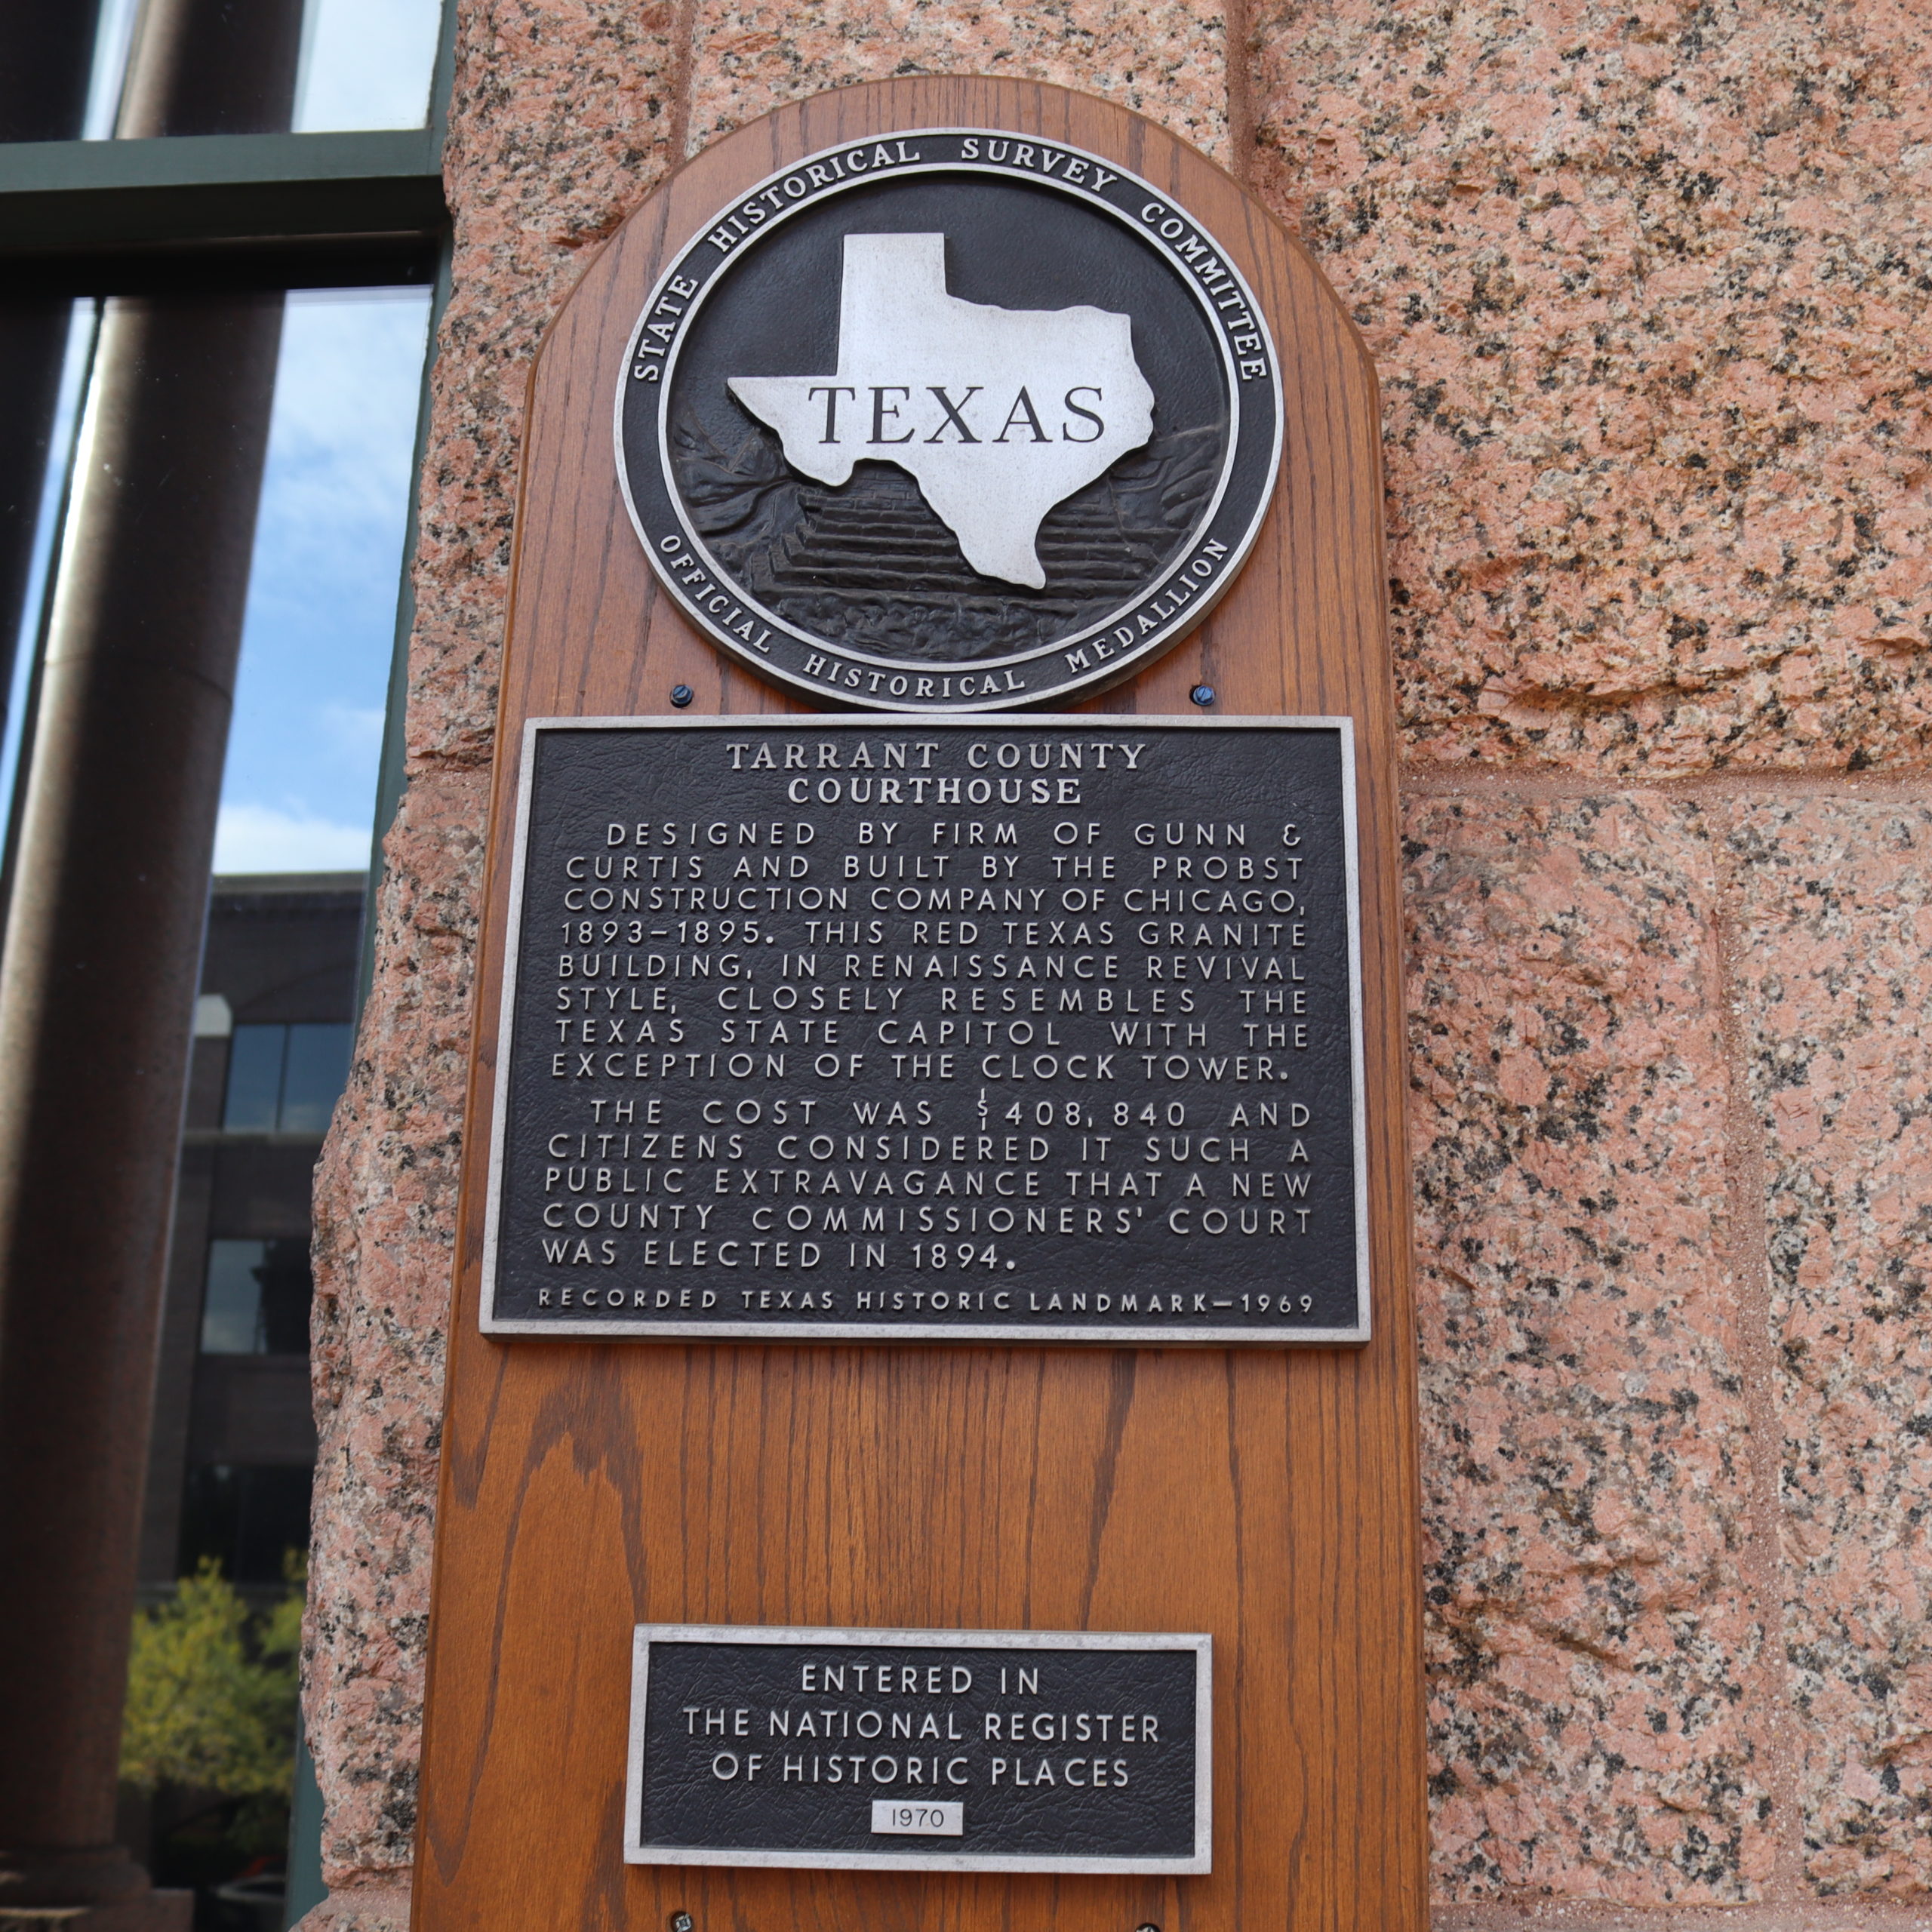 STATE HISTORICAL SURVEY COMMITTEE
TEXAS
OFFICIAL HISTORICAL MEDALLION
TARRANT COUNTY
COURTHOUSE
DESIGNED BY FIRM OF GUNN &
CURTIS AND BUILT BY THE PROBST
CONSTRUCTION COMPANY OF CHICAGO,
1893-1895. THIS RED TEXAS GRANITE
BUILDING, IN RENAISSANCE REVIVAL
STYLE, CLOSELY RESEMBLES THE
TEXAS STATE CAPITOL WITH THE
EXCEPTION OF THE CLOCK TOWER.
THE COST WAS $408,840 AND
CITIZENS CONSIDERED IT SUCH A
PUBLIC EXTRAVAGANCE THAT A NEW
COUNTY COMMISSIONERS' COURT
WAS ELECTED IN 1894.
RECORDED TEXAS HISTORIC LANDMARK—1969
ENTERED IN
THE NATIONAL REGISTER
OF HISTORIC PLACES
1970